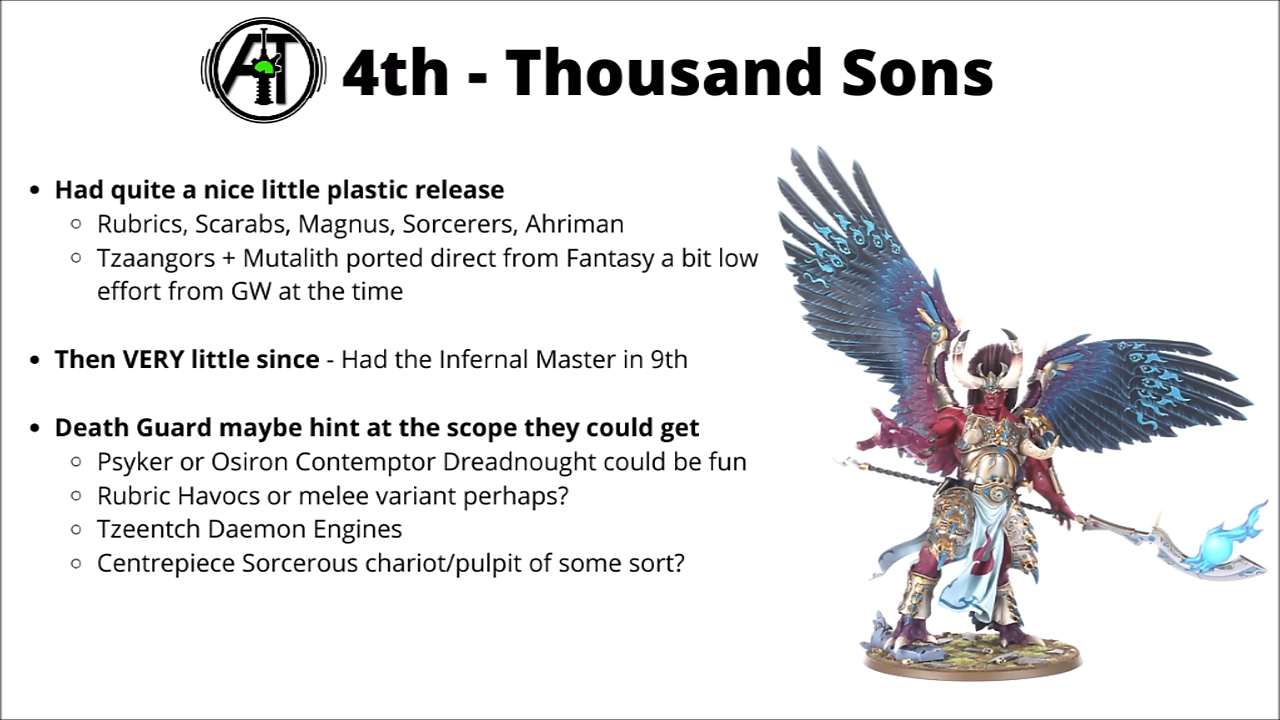 AT
4th - Thousand Sons
• Had quite a nice little plastic release
○ Rubrics, Scarabs, Magnus, Sorcerers, Ahriman
○ Tzaangors + Mutalith ported direct from Fantasy a bit low
effort from GW at the time
• Then VERY little since - Had the Infernal Master in 9th
• Death Guard maybe hint at the scope they could get
○ Psyker or Osiron Contemptor Dreadnought could be fun
○ Rubric Havocs or melee variant perhaps?
○ Tzeentch Daemon Engines
○ Centrepiece Sorcerous chariot/pulpit of some sort?